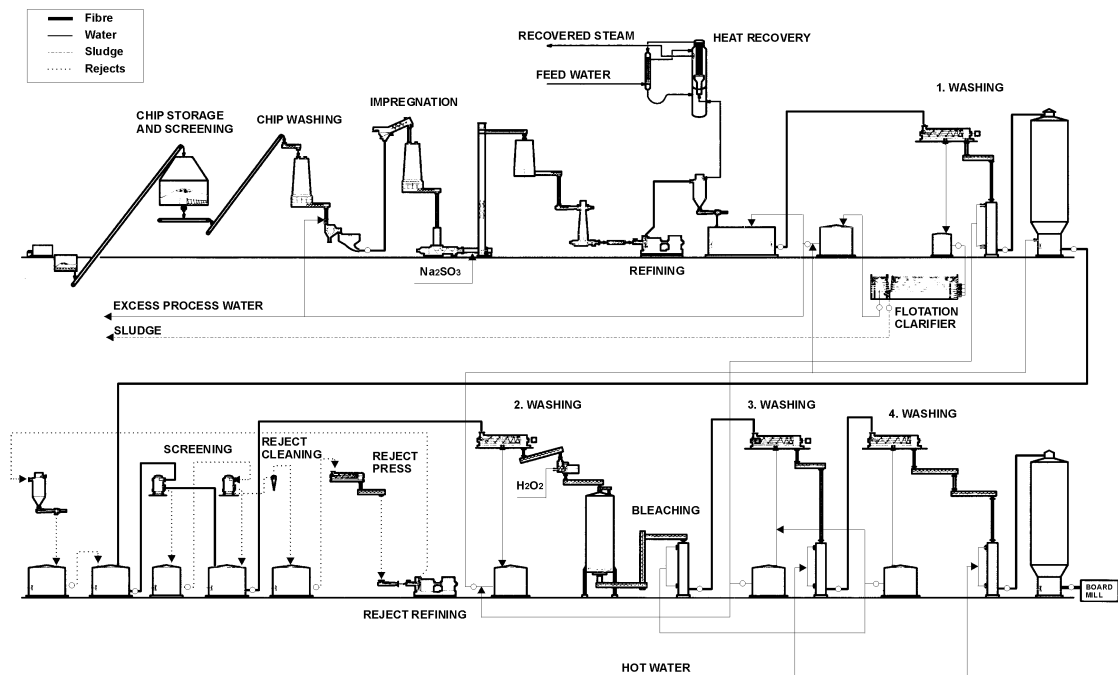 Fibre
Water
Sludge
Rejects
RECOVERED STEAM
HEAT RECOVERY
FEED WATER
1. WASHING
IMPREGNATION
CHIP STORAGE
AND SCREENING
CHIP WASHING
Na2SO3
REFINING
EXCESS PROCESS WATER
FLOTATION
CLARIFIER
SLUDGE
2. WASHING
3. WASHING
4. WASHING
SCREENING
REJECT
CLEANING
REJECT
PRESS
H2O2
BLEACHING
BOARD
MILL
REJECT REFINING
HOT WATER